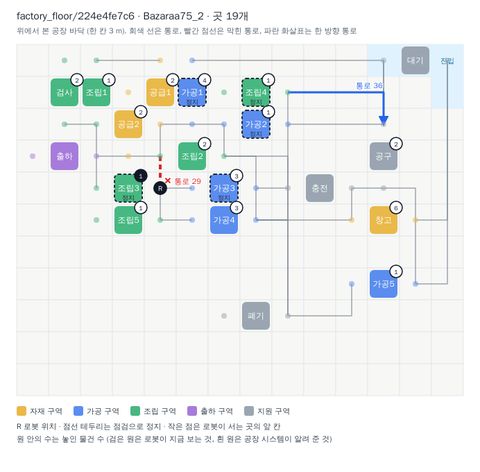 factory_floor/224e4fe7c6 · Bazaraa75_2 · 곳 19개
위에서 본 공장 바닥 (한 칸 3 m). 회색 선은 통로, 빨간 점선은 막힌 통로, 파란 화살표는 한 방향 통로
대기
진입
검사 2
조립1 1
공급1 2
가공1 4
정지
조립4 1
정지
통로 36
공급2 2
가공2 1
정지
출하
조립2 2
공구 2
조립3 1
정지
R
✕ 통로 29
가공3 3
정지
충전
조립5 1
가공4 3
창고 6
가공5 1
폐기
자재 구역
가공 구역
조립 구역
출하 구역
지원 구역
R 로봇 위치 · 점선 테두리는 점검으로 정지 · 작은 점은 로봇이 서는 곳의 앞 칸
원 안의 수는 놓인 물건 수 (검은 원은 로봇이 지금 보는 것, 흰 원은 공장 시스템이 알려 준 것)